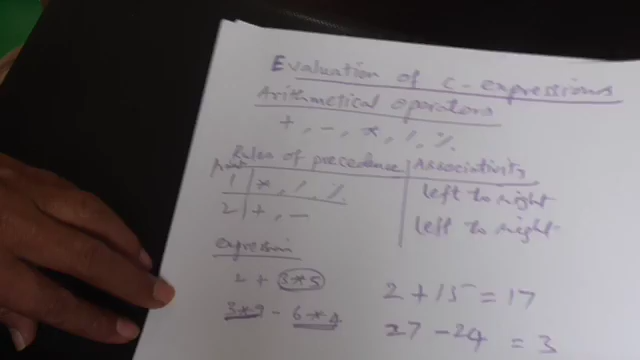 Evaluation of C-expressions
Arithmetical operators
+, -, *, /, %
Rules of precedence Associativity
1 *, /, % left to right
2 +, - left to right
expression
2 + 3*5 2 + 15 = 17
3*9 - 6*4 27 - 24 = 3